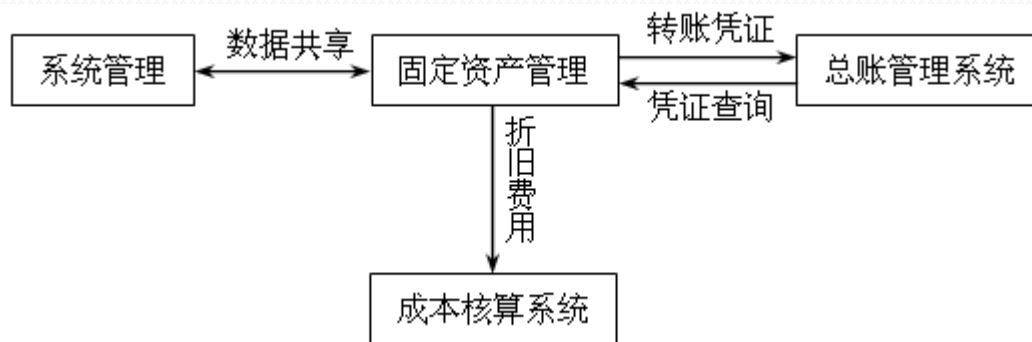 系统管理
数据共享
固定资产管理
转账凭证
凭证查询
总账管理系统
折旧费用
成本核算系统